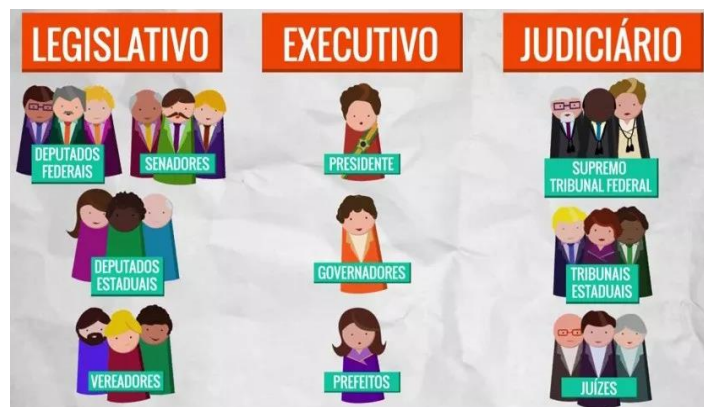 LEGISLATIVO
EXECUTIVO
JUDICIÁRIO
DEPUTADOS
FEDERAIS
SENADORES
PRESIDENTE
SUPREMO
TRIBUNAL FEDERAL
DEPUTADOS
ESTADUAIS
GOVERNADORES
TRIBUNAIS
ESTADUAIS
VEREADORES
PREFEITOS
JUÍZES